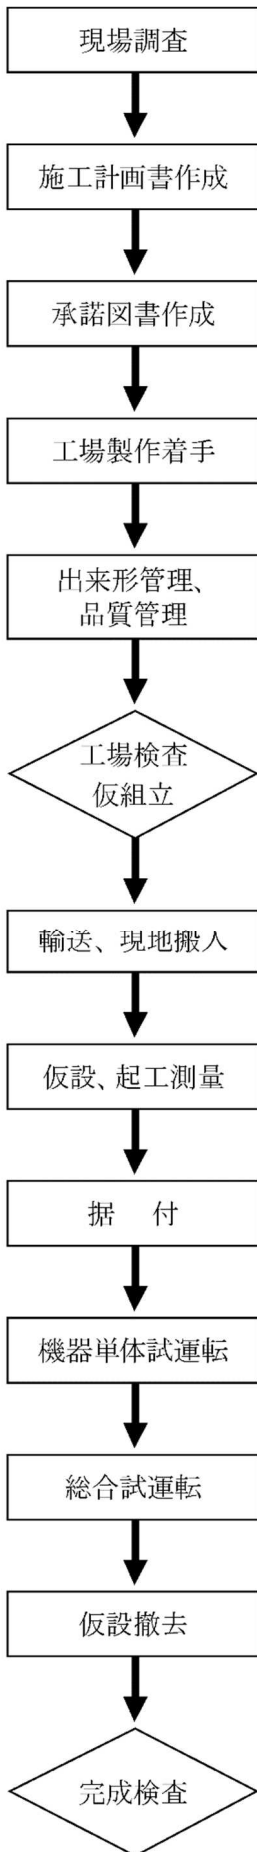 現場調査
施工計画書作成
承諾図書作成
工場製作着手
出来形管理、
品質管理
工場検査
仮組立
輸送、現地搬人
仮設、起工測量
据　付
機器単体試運転
総合試運転
仮設撤去
完成検査